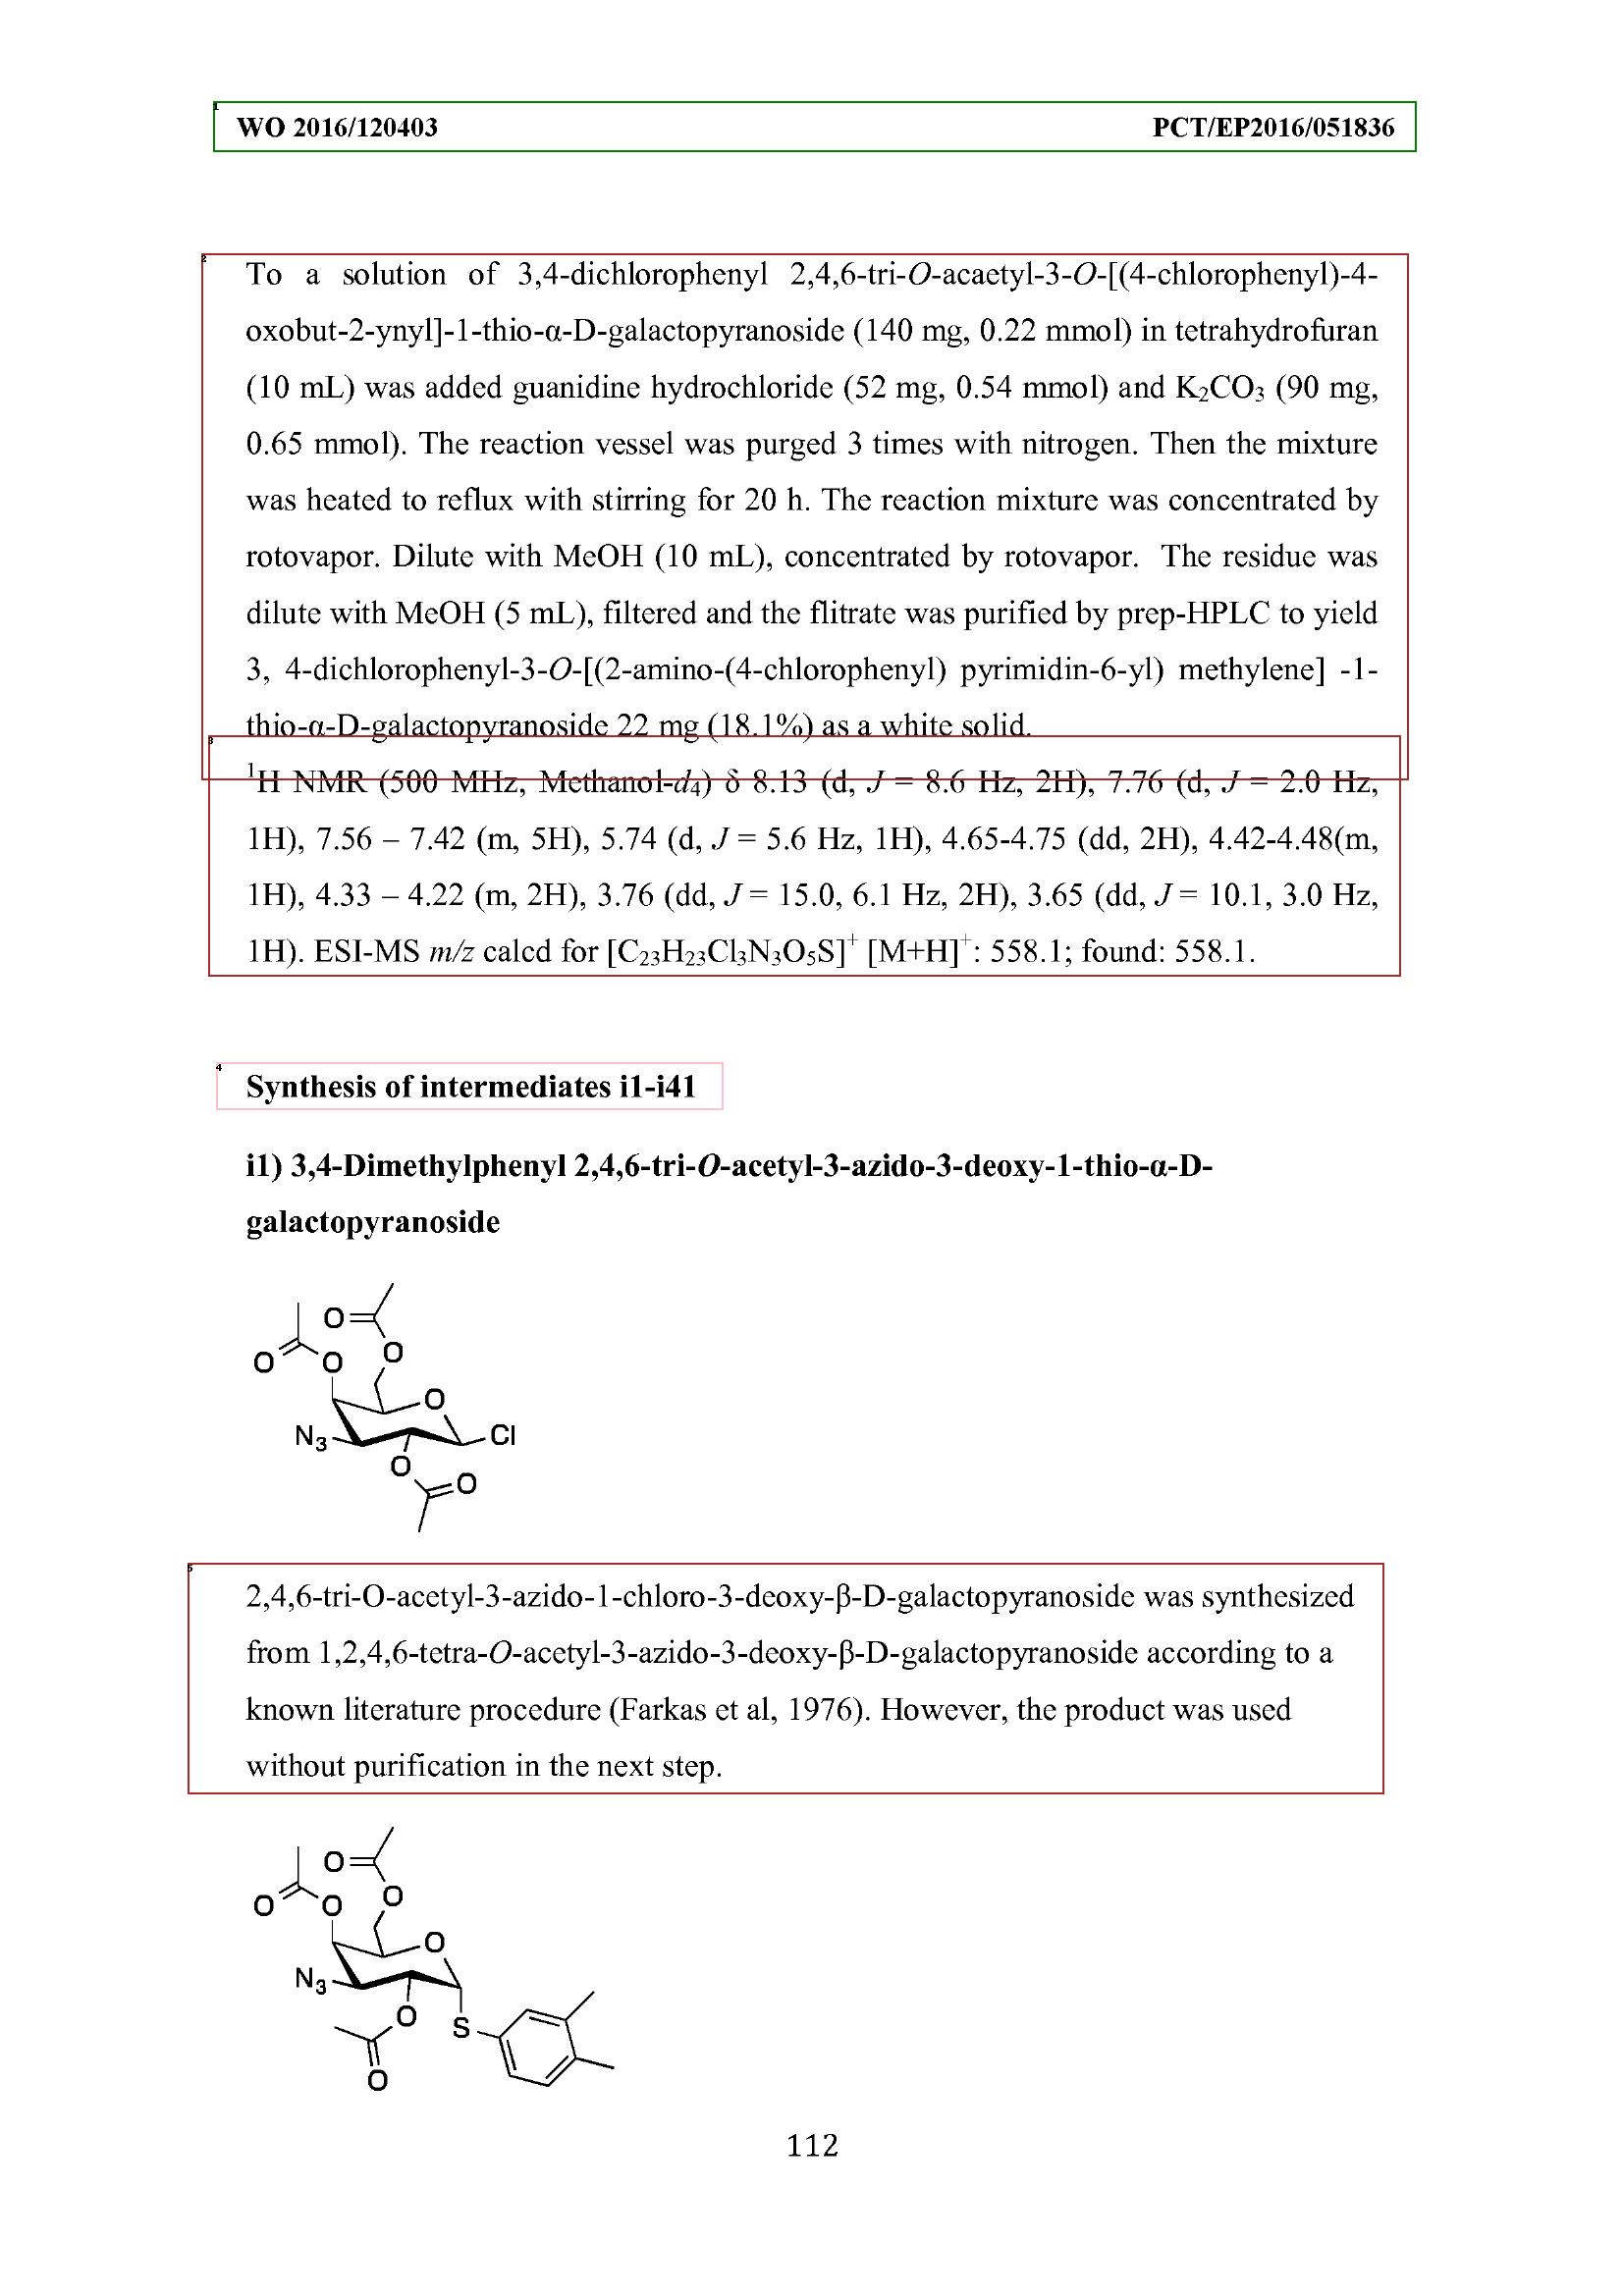 WO 2016/120403 PCT/EP2016/051836
To a solution of 3,4-dichlorophenyl 2,4,6-tri-O-acaetyl-3-O-[(4-chlorophenyl)-4-
oxobut-2-ynyl]-1-thio-α-D-galactopyranoside (140 mg, 0.22 mmol) in tetrahydrofuran
(10 mL) was added guanidine hydrochloride (52 mg, 0.54 mmol) and K₂CO₃ (90 mg,
0.65 mmol). The reaction vessel was purged 3 times with nitrogen. Then the mixture
was heated to reflux with stirring for 20 h. The reaction mixture was concentrated by
rotovapor. Dilute with MeOH (10 mL), concentrated by rotovapor. The residue was
dilute with MeOH (5 mL), filtered and the flitrate was purified by prep-HPLC to yield
3, 4-dichlorophenyl-3-O-[(2-amino-(4-chlorophenyl) pyrimidin-6-yl) methylene] -1-
thio-α-D-galactopyranoside 22 mg (18.1%) as a white solid.
¹H NMR (500 MHz, Methanol-d₄) δ 8.13 (d, J = 8.6 Hz, 2H), 7.76 (d, J = 2.0 Hz,
1H), 7.56 – 7.42 (m, 5H), 5.74 (d, J = 5.6 Hz, 1H), 4.65-4.75 (dd, 2H), 4.42-4.48(m,
1H), 4.33 – 4.22 (m, 2H), 3.76 (dd, J = 15.0, 6.1 Hz, 2H), 3.65 (dd, J = 10.1, 3.0 Hz,
1H). ESI-MS m/z calcd for [C₂₃H₂₃Cl₃N₃O₅S]⁺ [M+H]⁺: 558.1; found: 558.1.
Synthesis of intermediates i1-i41
i1) 3,4-Dimethylphenyl 2,4,6-tri-O-acetyl-3-azido-3-deoxy-1-thio-α-D-
galactopyranoside
O
O
O
O
O
N₃
Cl
O
O
2,4,6-tri-O-acetyl-3-azido-1-chloro-3-deoxy-β-D-galactopyranoside was synthesized
from 1,2,4,6-tetra-O-acetyl-3-azido-3-deoxy-β-D-galactopyranoside according to a
known literature procedure (Farkas et al, 1976). However, the product was used
without purification in the next step.
O
O
O
O
O
N₃
O
S
O
112